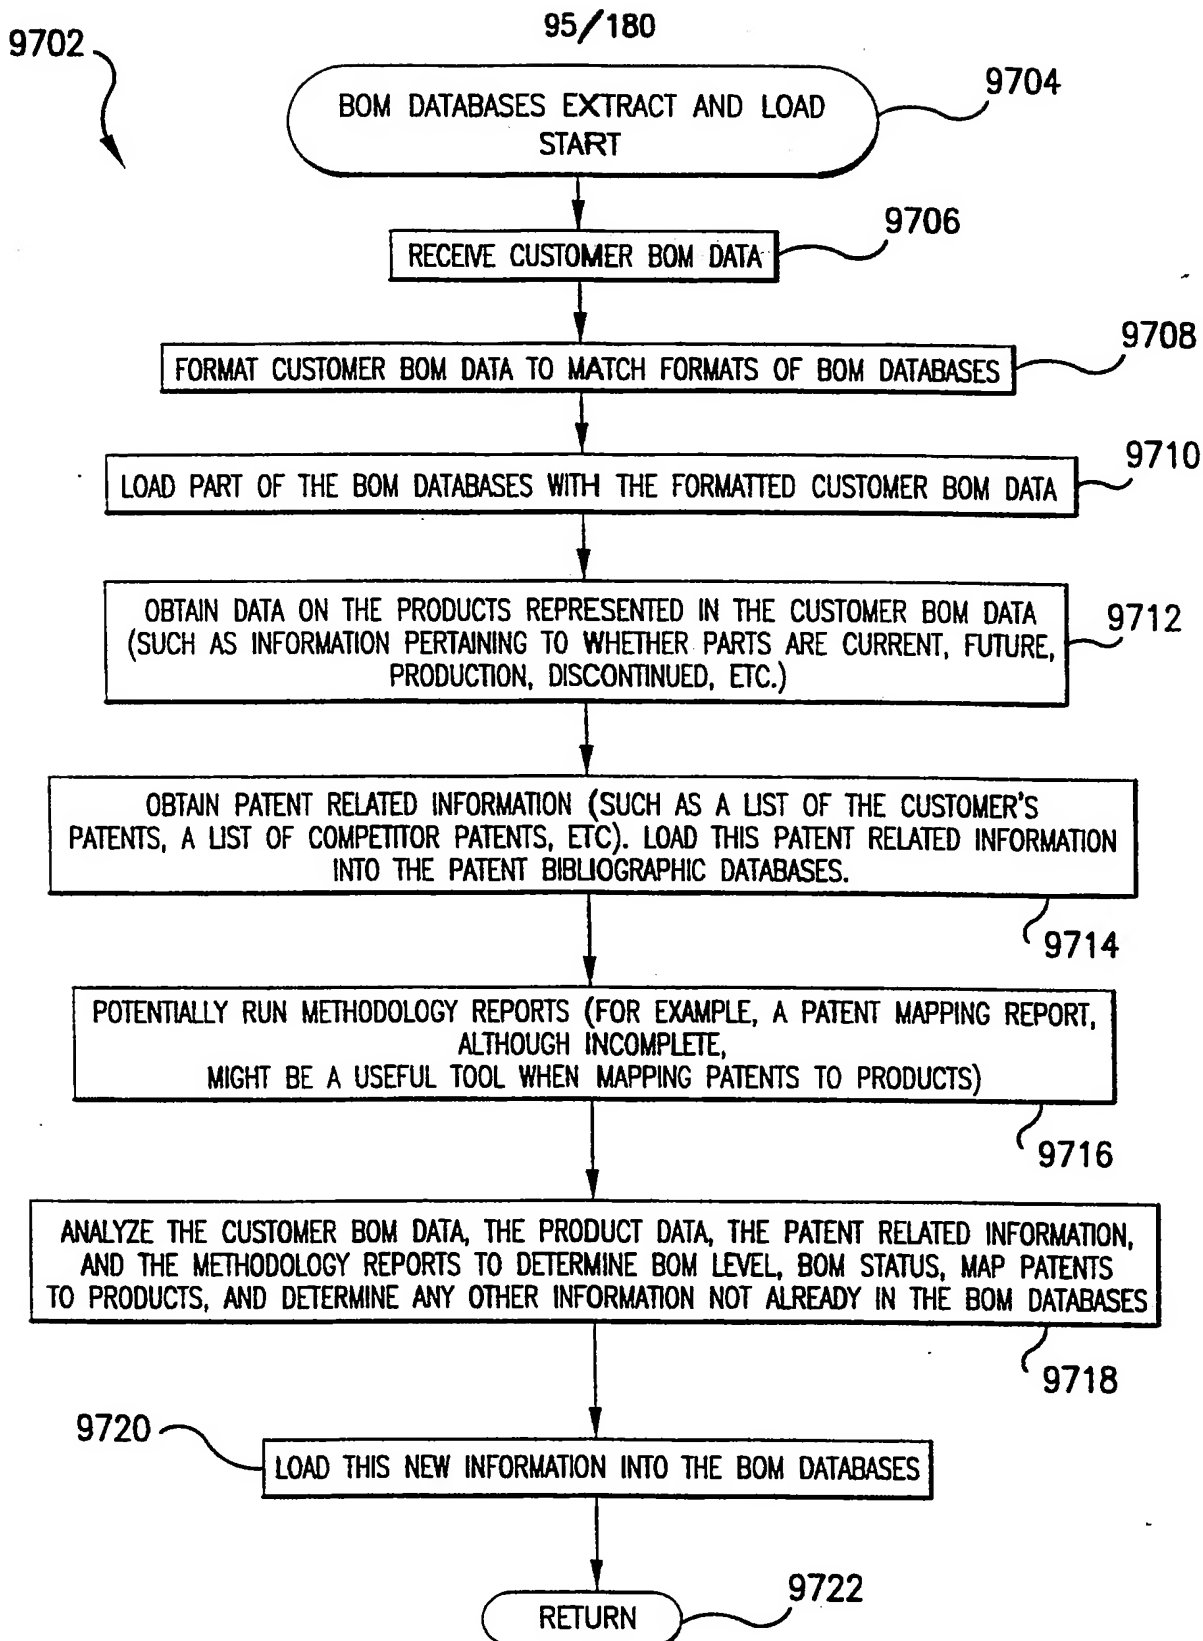 95/180
9702
9704
BOM DATABASES EXTRACT AND LOAD
START
9706
RECEIVE CUSTOMER BOM DATA
9708
FORMAT CUSTOMER BOM DATA TO MATCH FORMATS OF BOM DATABASES
9710
LOAD PART OF THE BOM DATABASES WITH THE FORMATTED CUSTOMER BOM DATA
OBTAIN DATA ON THE PRODUCTS REPRESENTED IN THE CUSTOMER BOM DATA
(SUCH AS INFORMATION PERTAINING TO WHETHER PARTS ARE CURRENT, FUTURE,
PRODUCTION, DISCONTINUED, ETC.)
9712
OBTAIN PATENT RELATED INFORMATION (SUCH AS A LIST OF THE CUSTOMER'S
PATENTS, A LIST OF COMPETITOR PATENTS, ETC). LOAD THIS PATENT RELATED INFORMATION
INTO THE PATENT BIBLIOGRAPHIC DATABASES.
9714
POTENTIALLY RUN METHODOLOGY REPORTS (FOR EXAMPLE, A PATENT MAPPING REPORT,
ALTHOUGH INCOMPLETE,
MIGHT BE A USEFUL TOOL WHEN MAPPING PATENTS TO PRODUCTS)
9716
ANALYZE THE CUSTOMER BOM DATA, THE PRODUCT DATA, THE PATENT RELATED INFORMATION,
AND THE METHODOLOGY REPORTS TO DETERMINE BOM LEVEL, BOM STATUS, MAP PATENTS
TO PRODUCTS, AND DETERMINE ANY OTHER INFORMATION NOT ALREADY IN THE BOM DATABASES
9718
9720
LOAD THIS NEW INFORMATION INTO THE BOM DATABASES
9722
RETURN